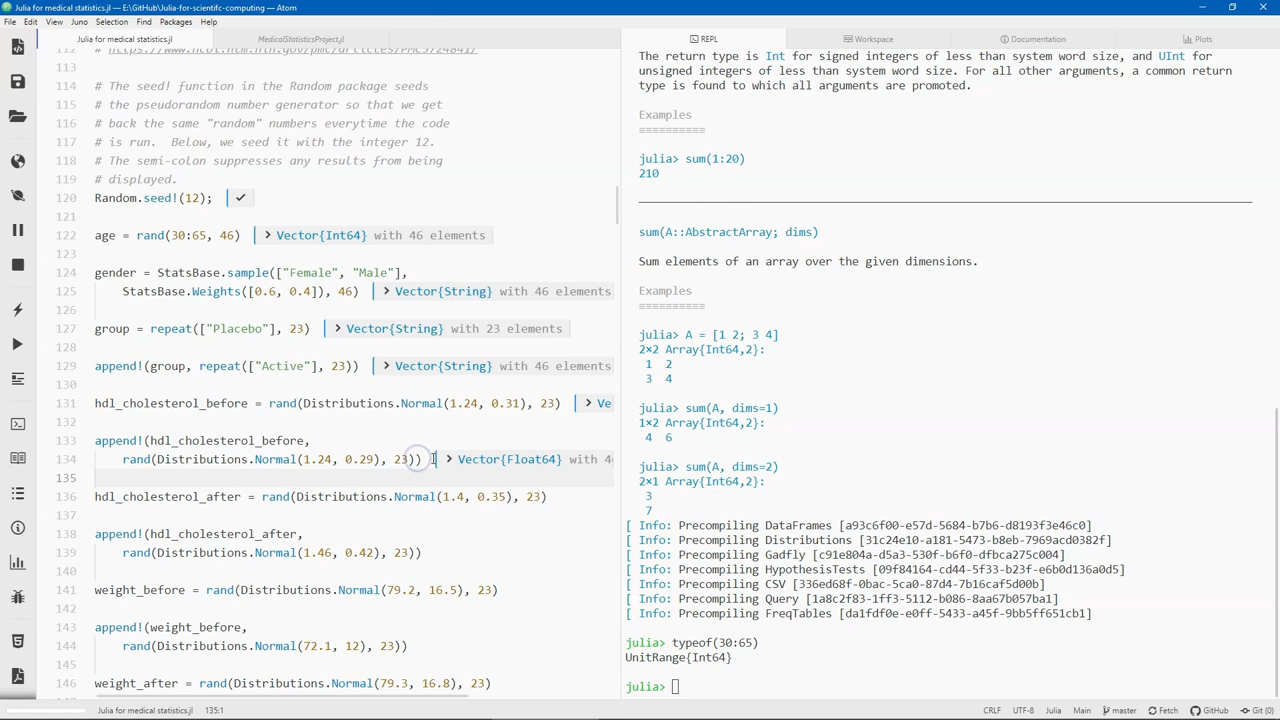 Julia for medical statistics.jl — E:\GitHub\Julia-for-scientifc-computing — Atom
File Edit View Juno Selection Find Packages Help
Julia for medical statistics.jl MedicalStatisticsProject.jl
REPL Workspace Documentation Plots
112 # https://www.ncbi.nlm.nih.gov/pmc/articles/PMC5724841/
113
114 # The seed! function in the Random package seeds
115 # the pseudorandom number generator so that we get
116 # back the same "random" numbers everytime the code
117 # is run. Below, we seed it with the integer 12.
118 # The semi-colon suppresses any results from being
119 # displayed.
120 Random.seed!(12);
121
122 age = rand(30:65, 46) > Vector{Int64} with 46 elements
123
124 gender = StatsBase.sample(["Female", "Male"],
125 StatsBase.Weights([0.6, 0.4]), 46) > Vector{String} with 46 elements
126
127 group = repeat(["Placebo"], 23) > Vector{String} with 23 elements
128
129 append!(group, repeat(["Active"], 23)) > Vector{String} with 46 elements
130
131 hdl_cholesterol_before = rand(Distributions.Normal(1.24, 0.31), 23) > Ve
132
133 append!(hdl_cholesterol_before,
134 rand(Distributions.Normal(1.24, 0.29), 23)) > Vector{Float64} with 46
135
136 hdl_cholesterol_after = rand(Distributions.Normal(1.4, 0.35), 23)
137
138 append!(hdl_cholesterol_after,
139 rand(Distributions.Normal(1.46, 0.42), 23))
140
141 weight_before = rand(Distributions.Normal(79.2, 16.5), 23)
142
143 append!(weight_before,
144 rand(Distributions.Normal(72.1, 12), 23))
145
146 weight_after = rand(Distributions.Normal(79.3, 16.8), 23)
The return type is Int for signed integers of less than system word size, and UInt for
unsigned integers of less than system word size. For all other arguments, a common return
type is found to which all arguments are promoted.
Examples
==========
julia> sum(1:20)
210
sum(A::AbstractArray; dims)
Sum elements of an array over the given dimensions.
Examples
==========
julia> A = [1 2; 3 4]
2×2 Array{Int64,2}:
1 2
3 4
julia> sum(A, dims=1)
1×2 Array{Int64,2}:
4 6
julia> sum(A, dims=2)
2×1 Array{Int64,2}:
3
7
[ Info: Precompiling DataFrames [a93c6f00-e57d-5684-b7b6-d8193f3e46c0]
[ Info: Precompiling Distributions [31c24e10-a181-5473-b8eb-7969acd0382f]
[ Info: Precompiling Gadfly [c91e804a-d5a3-530f-b6f0-dfbca275c004]
[ Info: Precompiling HypothesisTests [09f84164-cd44-5f33-b23f-e6b0d136a0d5]
[ Info: Precompiling CSV [336ed68f-0bac-5ca0-87d4-7b16caf5d00b]
[ Info: Precompiling Query [1a8c2f83-1ff3-5112-b086-8aa67b057ba1]
[ Info: Precompiling FreqTables [da1fdf0e-e0ff-5433-a45f-9bb5ff651cb1]
julia> typeof(30:65)
UnitRange{Int64}
julia>
Julia for medical statistics.jl 135:1 CRLF UTF-8 Julia Main master Fetch GitHub Git (0)